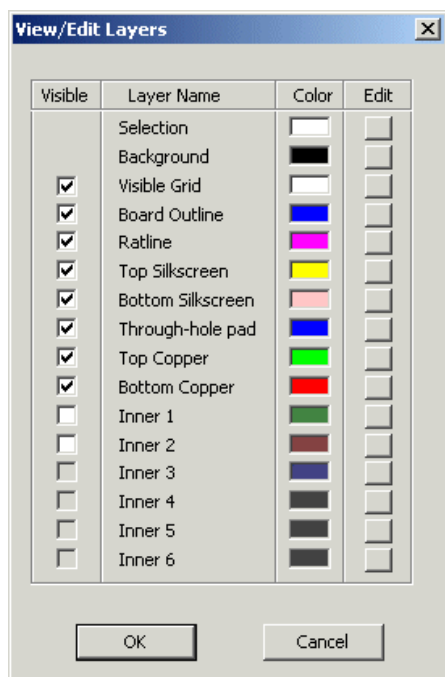 View/Edit Layers
Visible Layer Name Color Edit
Selection
Background
Visible Grid
Board Outline
Ratline
Top Silkscreen
Bottom Silkscreen
Through-hole pad
Top Copper
Bottom Copper
Inner 1
Inner 2
Inner 3
Inner 4
Inner 5
Inner 6
OK Cancel